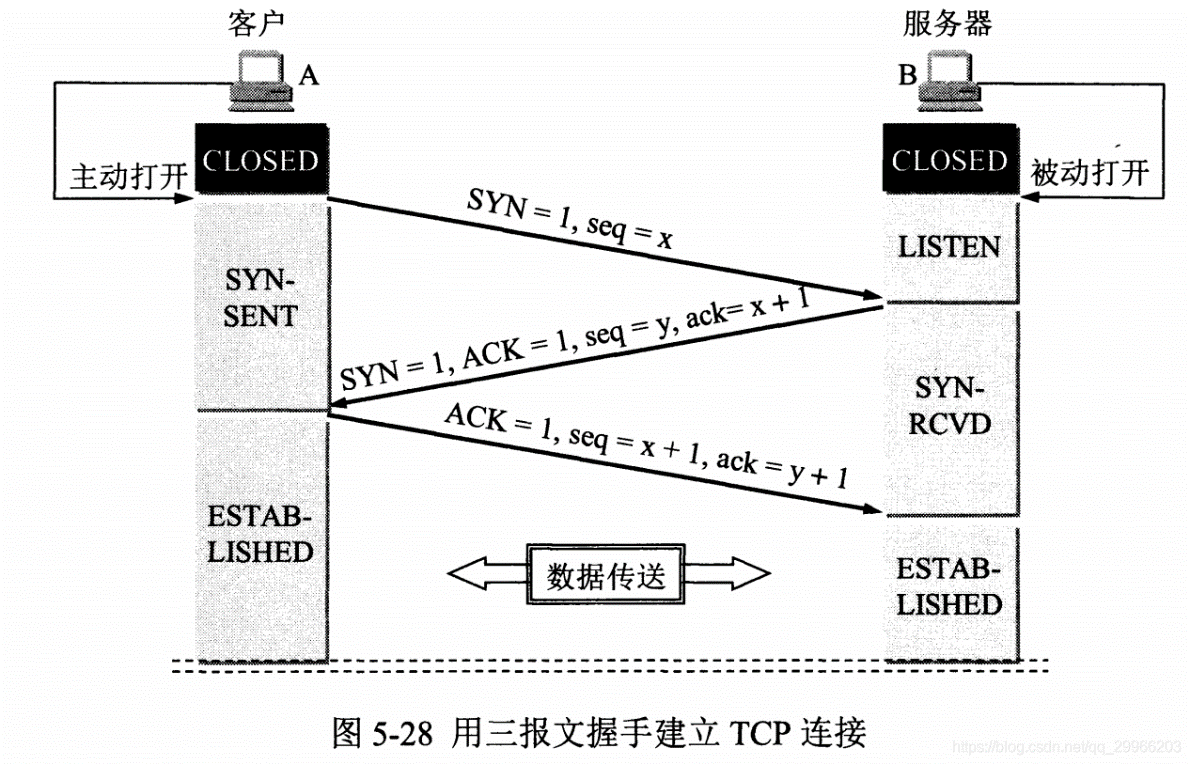 客户
服务器
A
B
CLOSED
CLOSED
主动打开
被动打开
SYN = 1, seq = x
LISTEN
SYN-
SENT
SYN = 1, ACK = 1, seq = y, ack= x + 1
SYN-
RCVD
ACK = 1, seq = x + 1, ack = y + 1
ESTAB-
LISHED
数据传送
ESTAB-
LISHED
图 5-28 用三报文握手建立 TCP 连接
https://blog.csdn.net/qq_29966203